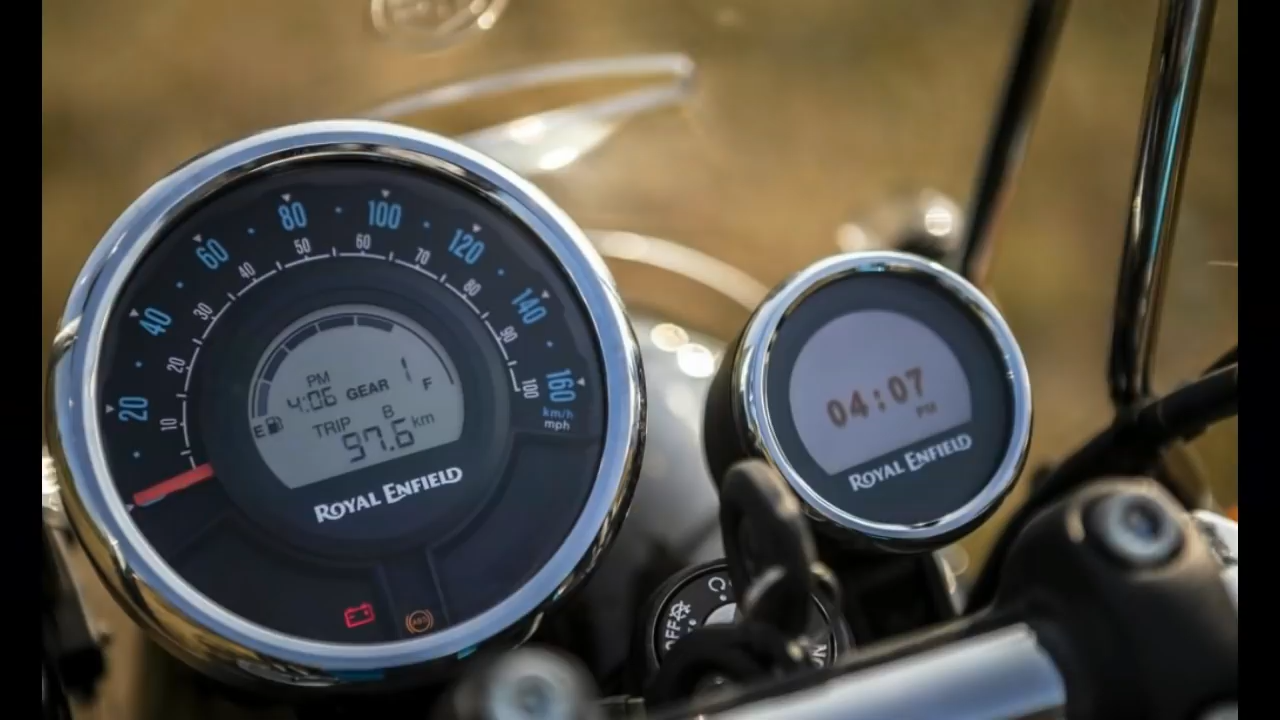 20
40
60
80
100
120
140
160
km/h
mph
10
20
30
40
50
60
70
80
90
100
PM
4:06 GEAR 1
E F
TRIP B
97.6 km
ROYAL ENFIELD
ABS
04:07
PM
ROYAL ENFIELD
OFF